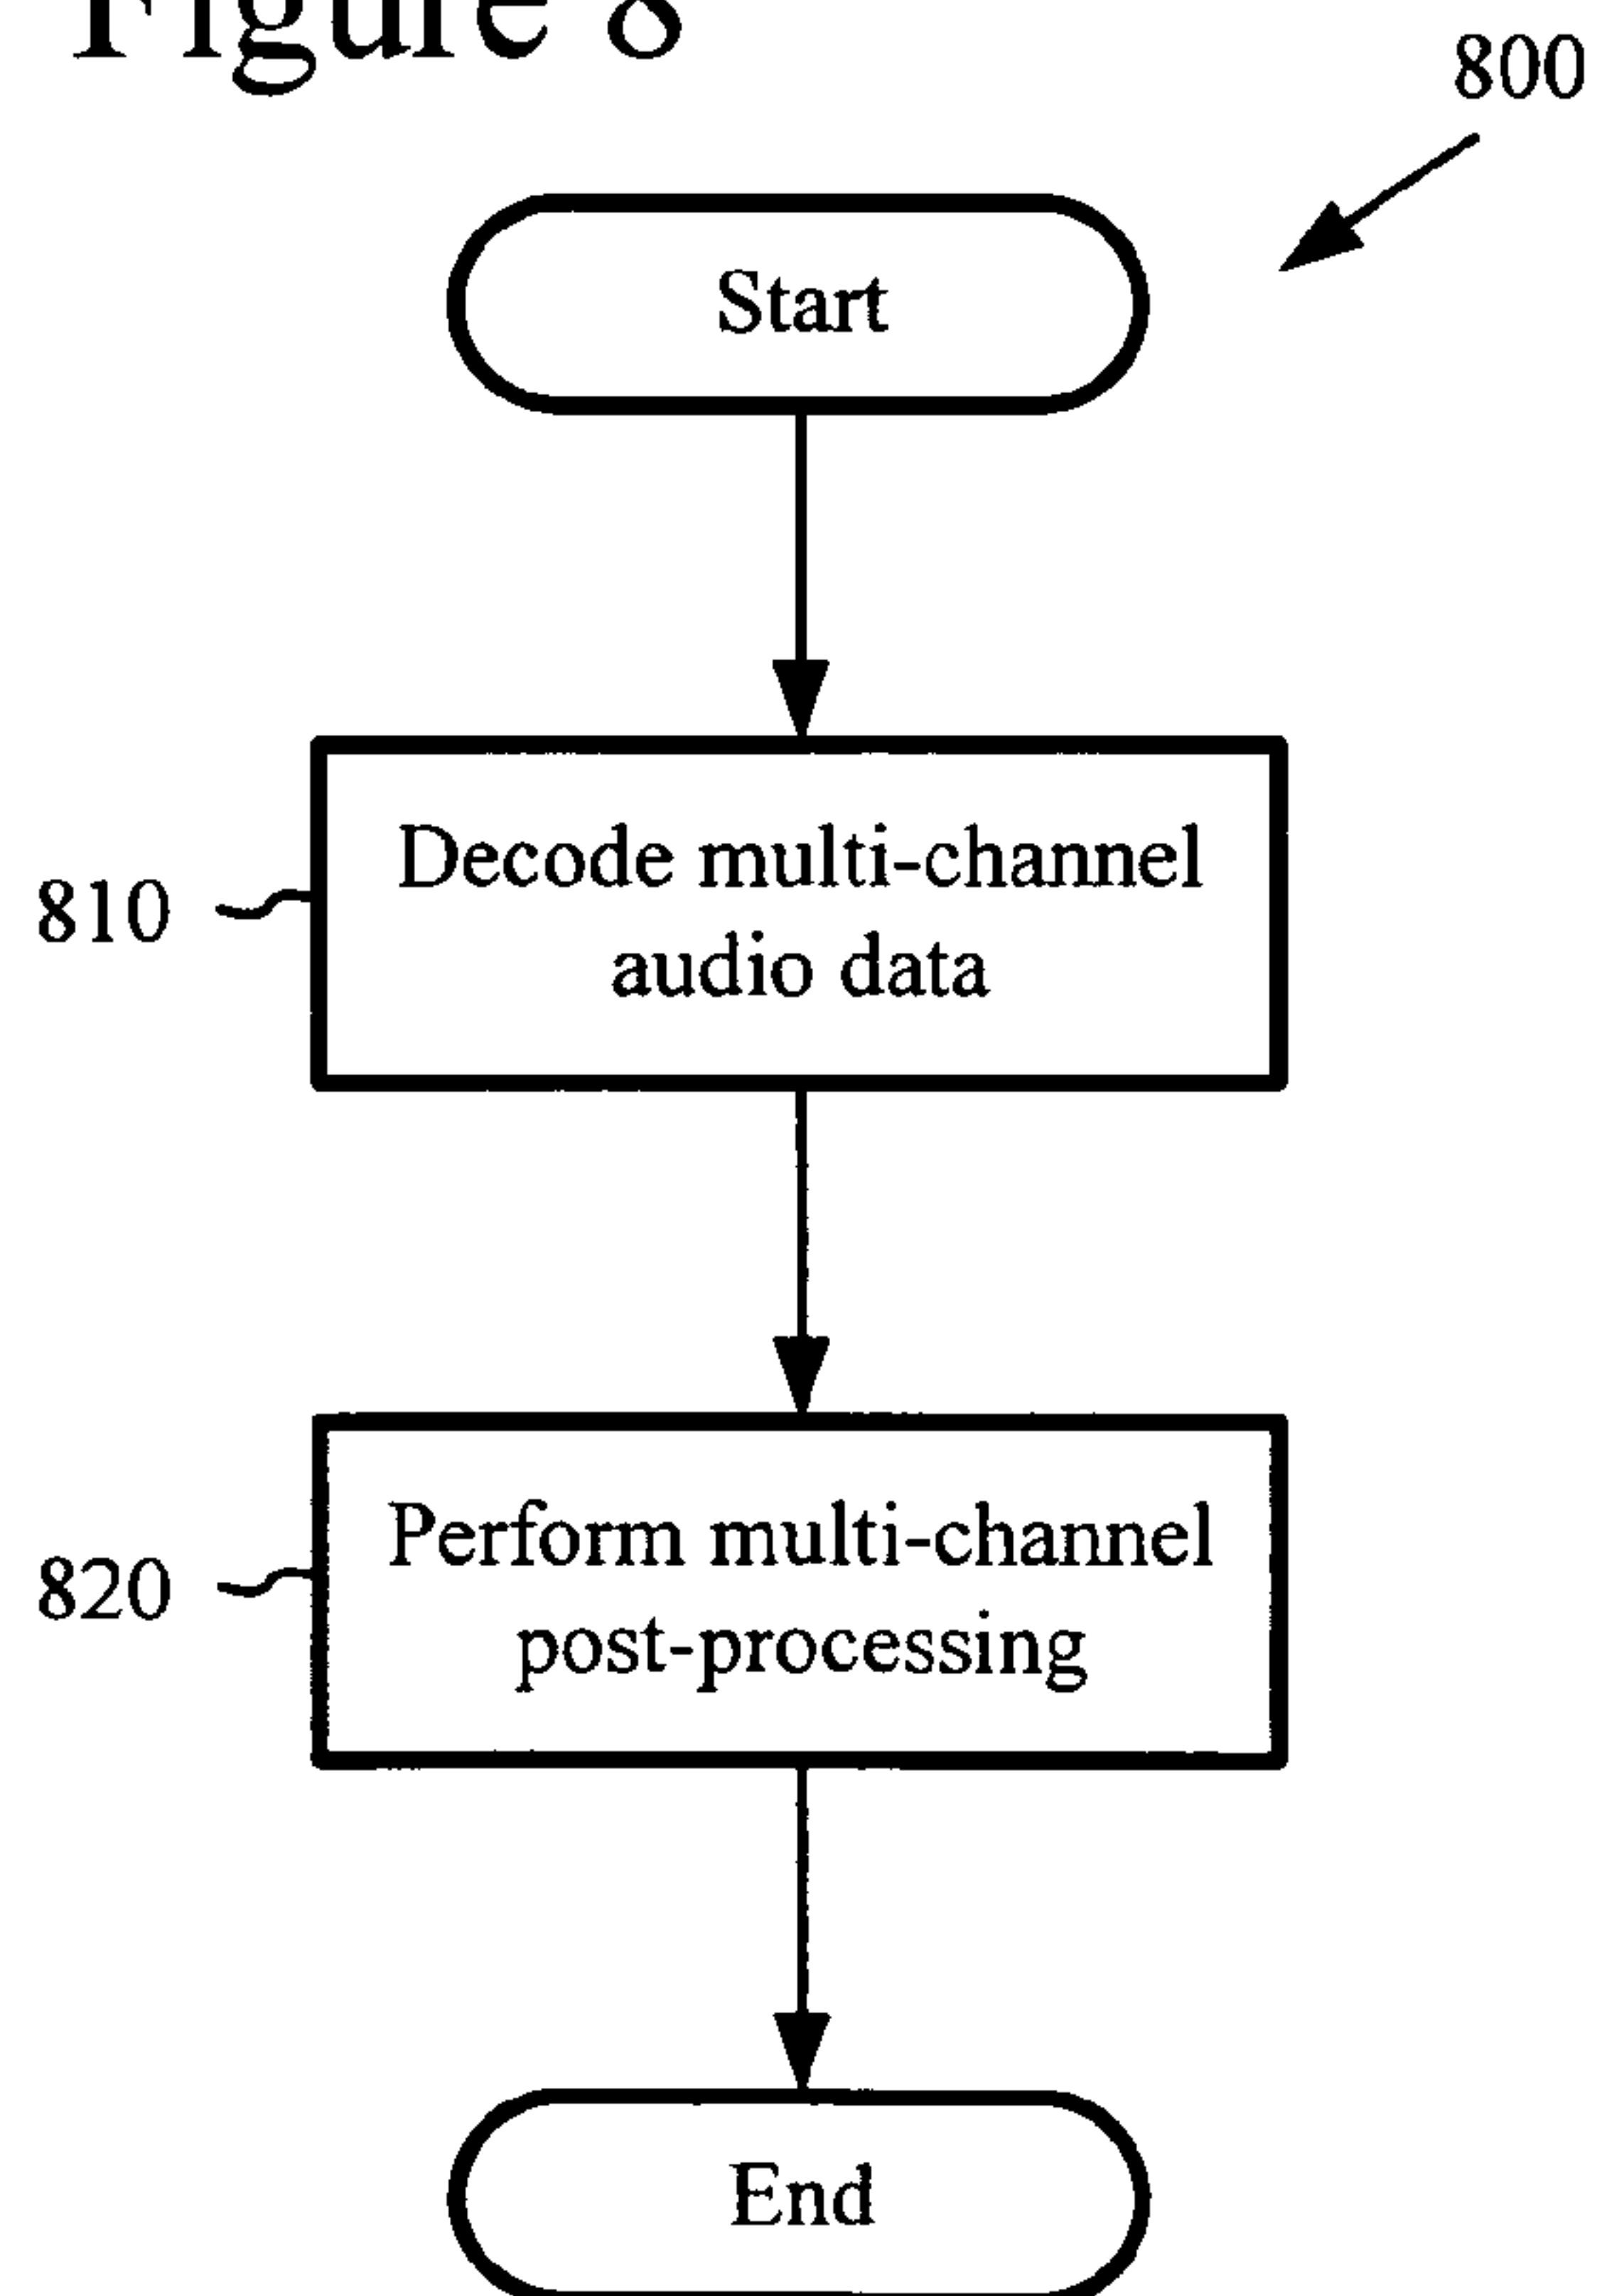 Figure 8
800
Start
810
Decode multi-channel
audio data
820
Perform multi-channel
post-processing
End